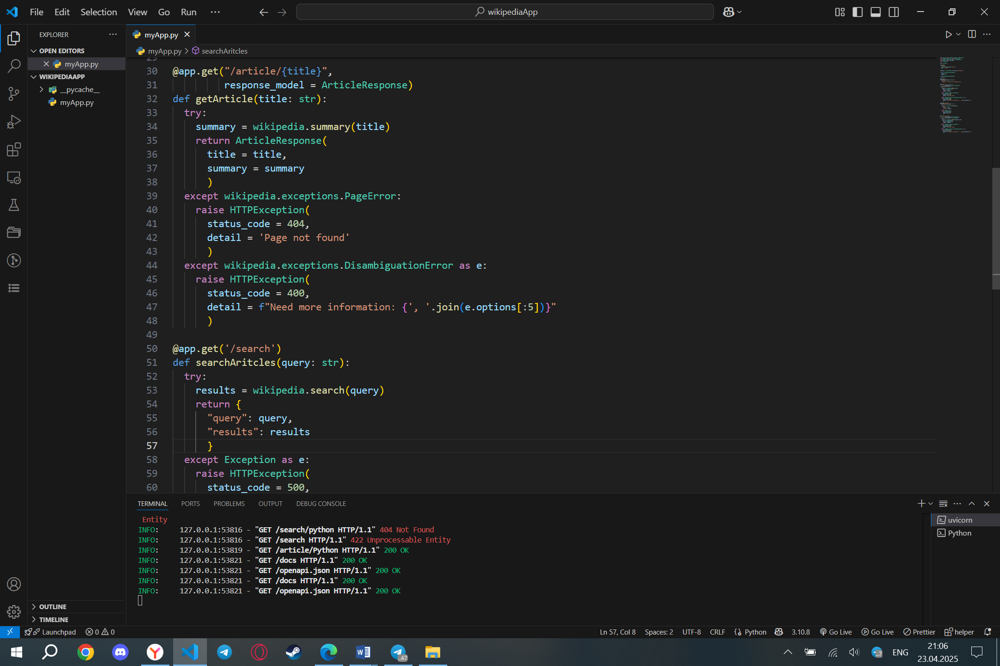 File Edit Selection View Go Run ··· wikipediaApp
EXPLORER
OPEN EDITORS
myApp.py
WIKIPEDIAAPP
__pycache__
myApp.py
OUTLINE
TIMELINE
myApp.py
myApp.py > searchAritcles
29
30 @app.get("/article/{title}",
31 response_model = ArticleResponse)
32 def getArticle(title: str):
33 try:
34 summary = wikipedia.summary(title)
35 return ArticleResponse(
36 title = title,
37 summary = summary
38 )
39 except wikipedia.exceptions.PageError:
40 raise HTTPException(
41 status_code = 404,
42 detail = 'Page not found'
43 )
44 except wikipedia.exceptions.DisambiguationError as e:
45 raise HTTPException(
46 status_code = 400,
47 detail = f"Need more information: {', '.join(e.options[:5])}"
48 )
49
50 @app.get('/search')
51 def searchAritcles(query: str):
52 try:
53 results = wikipedia.search(query)
54 return {
55 "query": query,
56 "results": results
57 }
58 except Exception as e:
59 raise HTTPException(
60 status_code = 500,
TERMINAL PORTS PROBLEMS OUTPUT DEBUG CONSOLE
Entity
INFO: 127.0.0.1:53816 - "GET /search/python HTTP/1.1" 404 Not Found
INFO: 127.0.0.1:53816 - "GET /search HTTP/1.1" 422 Unprocessable Entity
INFO: 127.0.0.1:53819 - "GET /article/Python HTTP/1.1" 200 OK
INFO: 127.0.0.1:53821 - "GET /docs HTTP/1.1" 200 OK
INFO: 127.0.0.1:53821 - "GET /openapi.json HTTP/1.1" 200 OK
INFO: 127.0.0.1:53821 - "GET /docs HTTP/1.1" 200 OK
INFO: 127.0.0.1:53821 - "GET /openapi.json HTTP/1.1" 200 OK
uvicorn
Python
Launchpad 0 0 Ln 57, Col 8 Spaces: 2 UTF-8 CRLF Python 3.10.8 Go Live Go Live Prettier helper
..47 ..7 ENG 21:06
23.04.2025